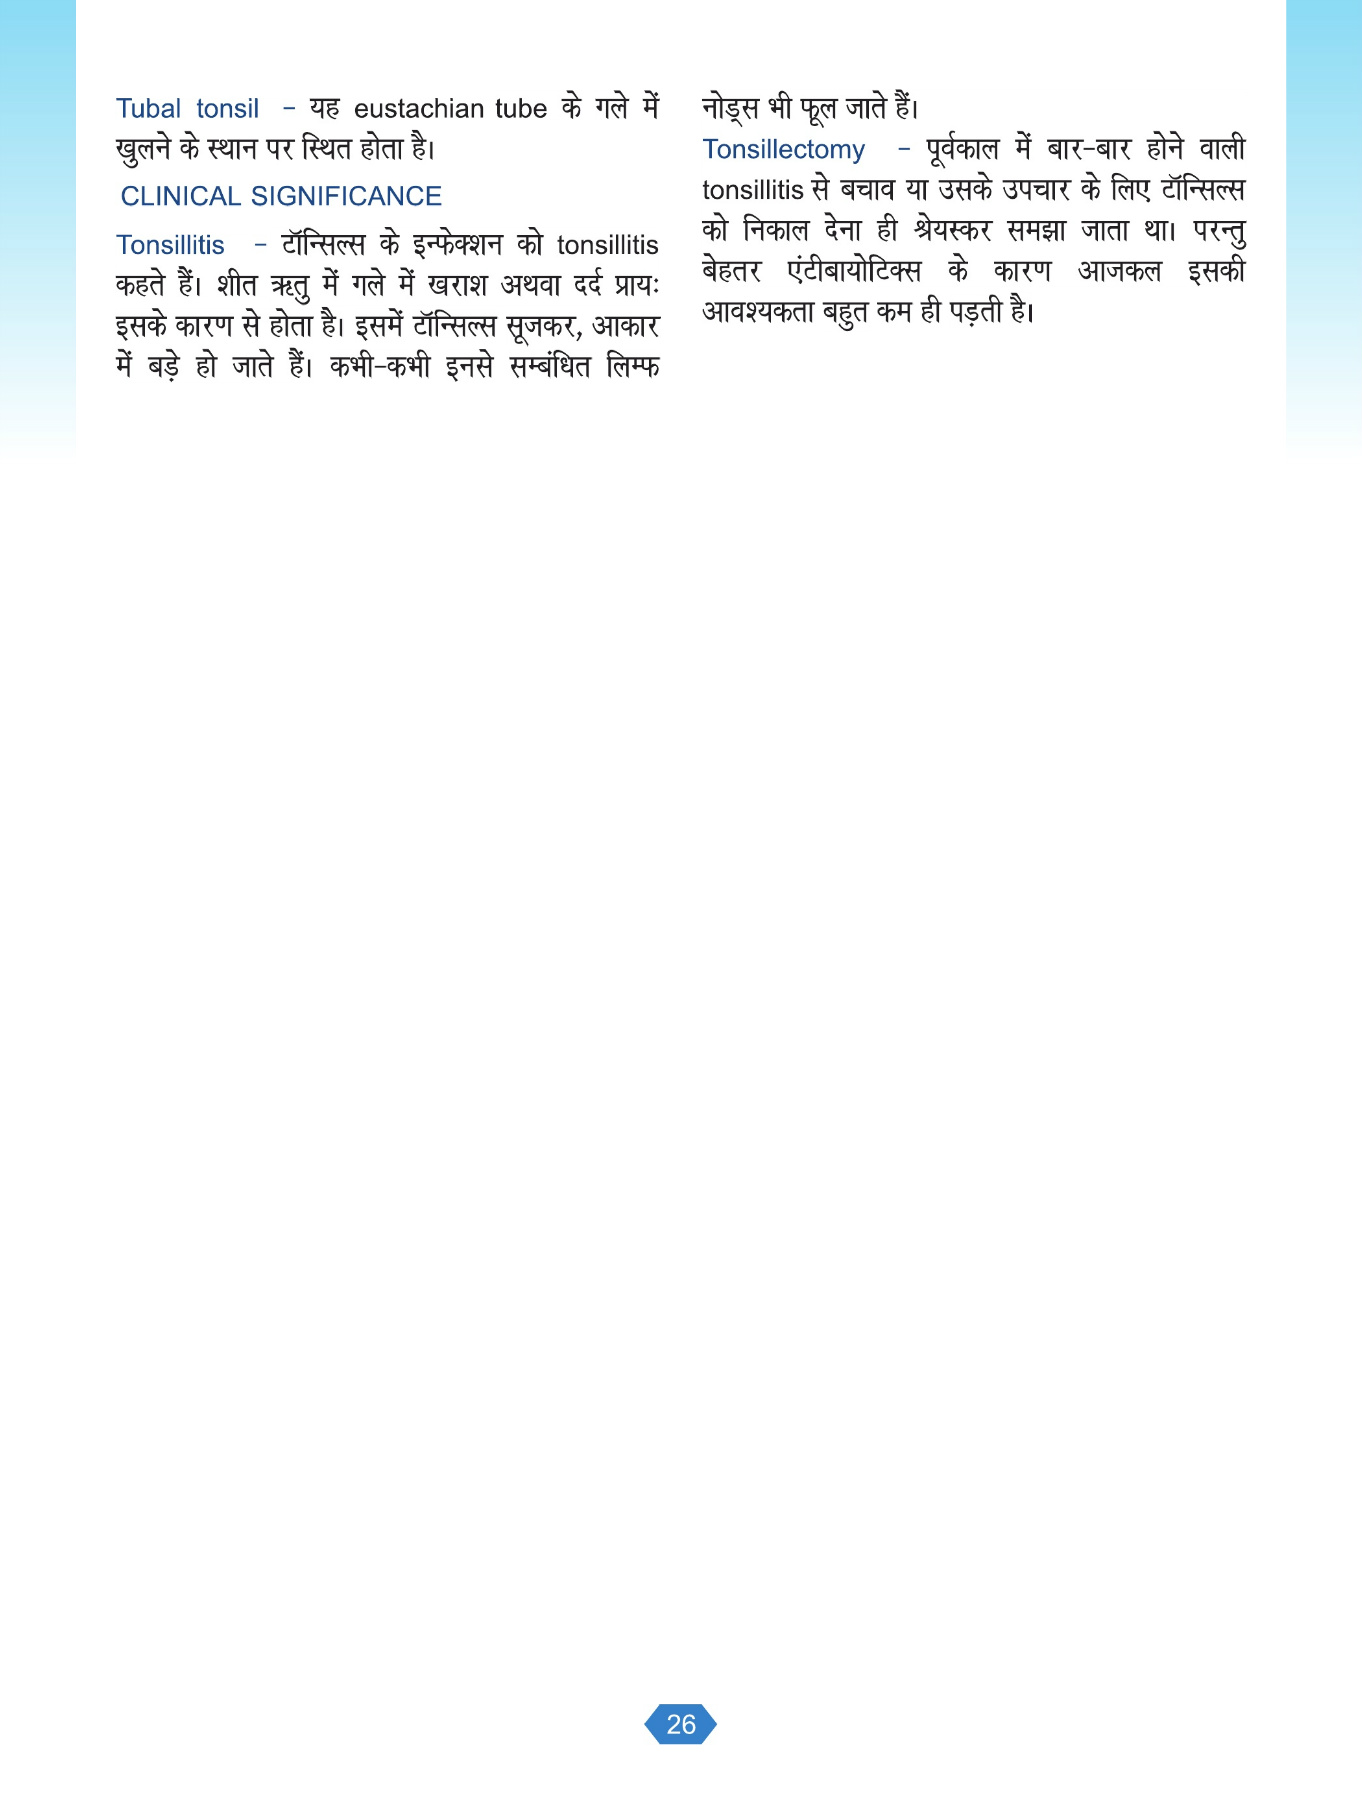 Tubal tonsil - यह eustachian tube के गले में
खुलने के स्थान पर स्थित होता है।
CLINICAL SIGNIFICANCE
Tonsillitis - टॉन्सिल्स के इन्फेक्शन को tonsillitis
कहते हैं। शीत ऋतु में गले में खराश अथवा दर्द प्रायः
इसके कारण से होता है। इसमें टॉन्सिल्स सूजकर, आकार
में बड़े हो जाते हैं। कभी-कभी इनसे सम्बंधित लिम्फ
नोड्स भी फूल जाते हैं।
Tonsillectomy - पूर्वकाल में बार-बार होने वाली
tonsillitis से बचाव या उसके उपचार के लिए टॉन्सिल्स
को निकाल देना ही श्रेयस्कर समझा जाता था। परन्तु
बेहतर एंटीबायोटिक्स के कारण आजकल इसकी
आवश्यकता बहुत कम ही पड़ती है।
26